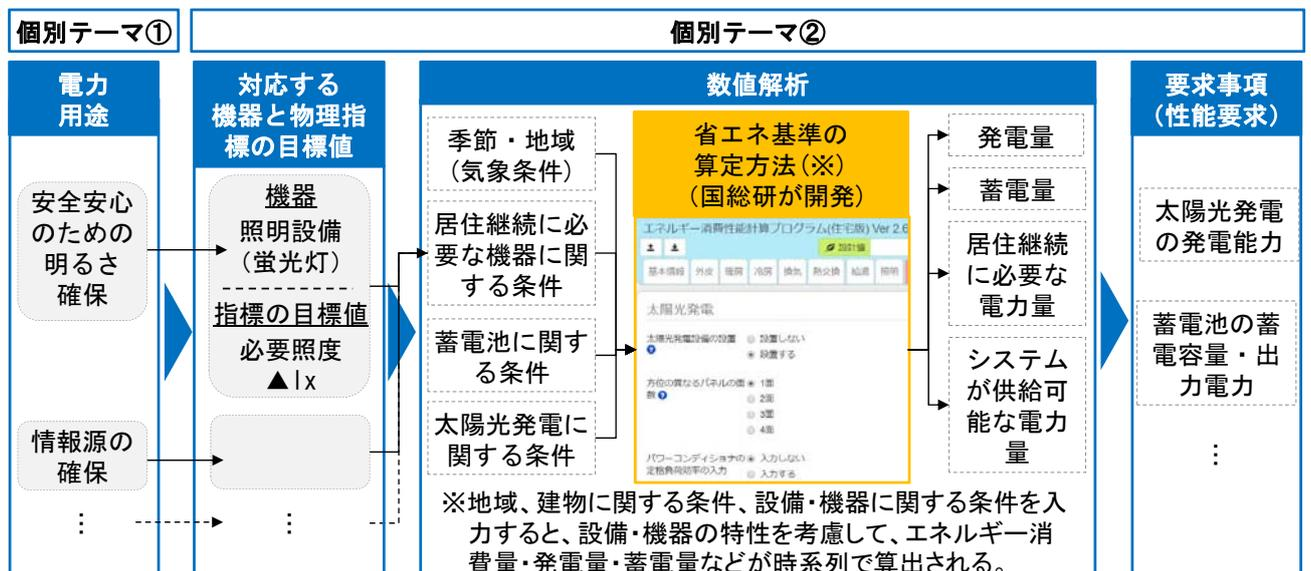 個別テーマ①
個別テーマ②
電力
用途
安全安心
のための
明るさ
確保
情報源の
確保
⋮
対応する
機器と物理指
標の目標値
機器
照明設備
（蛍光灯）
指標の目標値
必要照度
▲lx
⋮
数値解析
季節・地域
（気象条件）
居住継続に必
要な機器に関
する条件
蓄電池に関す
る条件
太陽光発電に
関する条件
省エネ基準の
算定方法（※）
（国総研が開発）
エネルギー消費性能計算プログラム(住宅版) Ver 2.6
設計値
基本情報 外皮 暖房 冷房 換気 熱交換 給湯 照明
太陽光発電
太陽光発電設備の設置 設置しない
設置する
方位の異なるパネルの面 1面
数 2面
3面
4面
パワーコンディショナの 入力しない
定格負荷効率の入力 入力する
発電量
蓄電量
居住継続
に必要な
電力量
システム
が供給可
能な電力
量
※地域、建物に関する条件、設備・機器に関する条件を入
力すると、設備・機器の特性を考慮して、エネルギー消
費量・発電量・蓄電量などが時系列で算出される。
要求事項
（性能要求）
太陽光発電
の発電能力
蓄電池の蓄
電容量・出
力電力
⋮